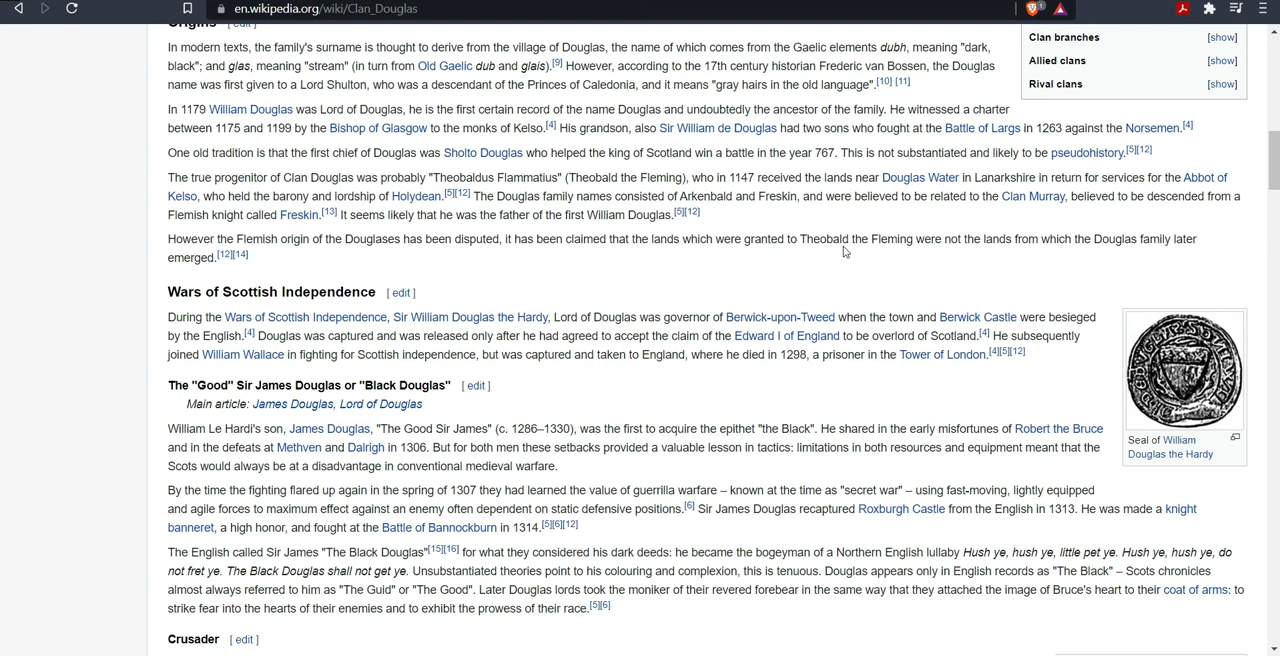 en.wikipedia.org/wiki/Clan_Douglas
Origins [ edit ]
In modern texts, the family's surname is thought to derive from the village of Douglas, the name of which comes from the Gaelic elements dubh, meaning "dark,
black"; and glas, meaning "stream" (in turn from Old Gaelic dub and glais).[9] However, according to the 17th century historian Frederic van Bossen, the Douglas
name was first given to a Lord Shulton, who was a descendant of the Princes of Caledonia, and it means "gray hairs in the old language".[10] [11]
In 1179 William Douglas was Lord of Douglas, he is the first certain record of the name Douglas and undoubtedly the ancestor of the family. He witnessed a charter
between 1175 and 1199 by the Bishop of Glasgow to the monks of Kelso.[4] His grandson, also Sir William de Douglas had two sons who fought at the Battle of Largs in 1263 against the Norsemen.[4]
One old tradition is that the first chief of Douglas was Sholto Douglas who helped the king of Scotland win a battle in the year 767. This is not substantiated and likely to be pseudohistory.[5][12]
The true progenitor of Clan Douglas was probably "Theobaldus Flammatius" (Theobald the Fleming), who in 1147 received the lands near Douglas Water in Lanarkshire in return for services for the Abbot of
Kelso, who held the barony and lordship of Holydean.[5][12] The Douglas family names consisted of Arkenbald and Freskin, and were believed to be related to the Clan Murray, believed to be descended from a
Flemish knight called Freskin.[13] It seems likely that he was the father of the first William Douglas.[5][12]
However the Flemish origin of the Douglases has been disputed, it has been claimed that the lands which were granted to Theobald the Fleming were not the lands from which the Douglas family later
emerged.[12][14]
Clan branches [show]
Allied clans [show]
Rival clans [show]
Wars of Scottish Independence [ edit ]
During the Wars of Scottish Independence, Sir William Douglas the Hardy, Lord of Douglas was governor of Berwick-upon-Tweed when the town and Berwick Castle were besieged
by the English.[4] Douglas was captured and was released only after he had agreed to accept the claim of the Edward I of England to be overlord of Scotland.[4] He subsequently
joined William Wallace in fighting for Scottish independence, but was captured and taken to England, where he died in 1298, a prisoner in the Tower of London.[4][5][12]
Seal of William
Douglas the Hardy
The "Good" Sir James Douglas or "Black Douglas" [ edit ]
Main article: James Douglas, Lord of Douglas
William Le Hardi's son, James Douglas, "The Good Sir James" (c. 1286–1330), was the first to acquire the epithet "the Black". He shared in the early misfortunes of Robert the Bruce
and in the defeats at Methven and Dalrigh in 1306. But for both men these setbacks provided a valuable lesson in tactics: limitations in both resources and equipment meant that the
Scots would always be at a disadvantage in conventional medieval warfare.
By the time the fighting flared up again in the spring of 1307 they had learned the value of guerrilla warfare – known at the time as "secret war" – using fast-moving, lightly equipped
and agile forces to maximum effect against an enemy often dependent on static defensive positions.[6] Sir James Douglas recaptured Roxburgh Castle from the English in 1313. He was made a knight
banneret, a high honor, and fought at the Battle of Bannockburn in 1314.[5][6][12]
The English called Sir James "The Black Douglas"[15][16] for what they considered his dark deeds: he became the bogeyman of a Northern English lullaby Hush ye, hush ye, little pet ye. Hush ye, hush ye, do
not fret ye. The Black Douglas shall not get ye. Unsubstantiated theories point to his colouring and complexion, this is tenuous. Douglas appears only in English records as "The Black" – Scots chronicles
almost always referred to him as "The Guid" or "The Good". Later Douglas lords took the moniker of their revered forebear in the same way that they attached the image of Bruce's heart to their coat of arms: to
strike fear into the hearts of their enemies and to exhibit the prowess of their race.[5][6]
Crusader [ edit ]